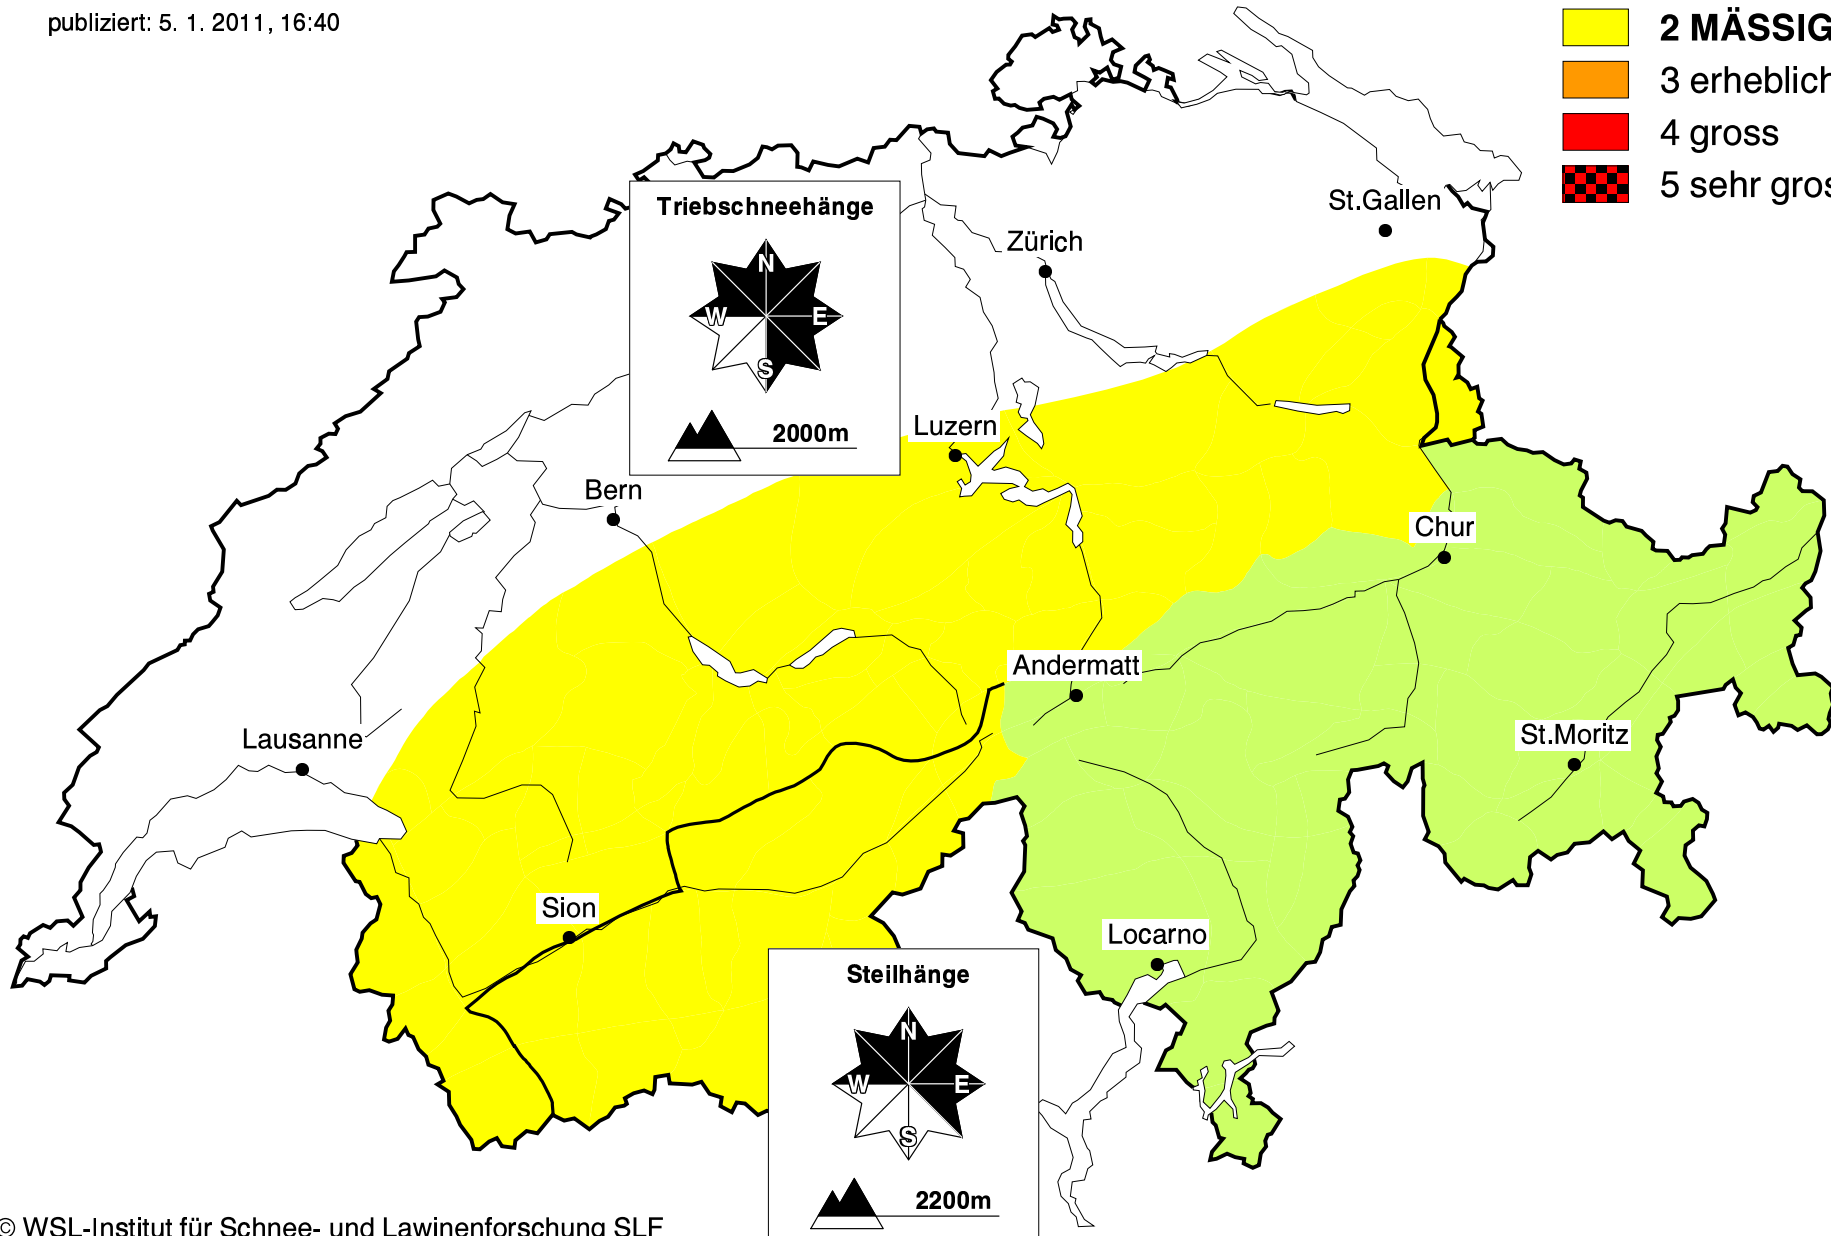 publiziert: 5. 1. 2011, 16:40
2 MÄSSIG
3 erheblich
4 gross
5 sehr gros
St.Gallen
Triebschneehänge
Zürich
N
W E
S
2000m
Luzern
Bern
Chur
Andermatt
St.Moritz
Lausanne
Sion
Locarno
Steilhänge
N
W E
S
2200m
© WSL-Institut für Schnee- und Lawinenforschung SLF